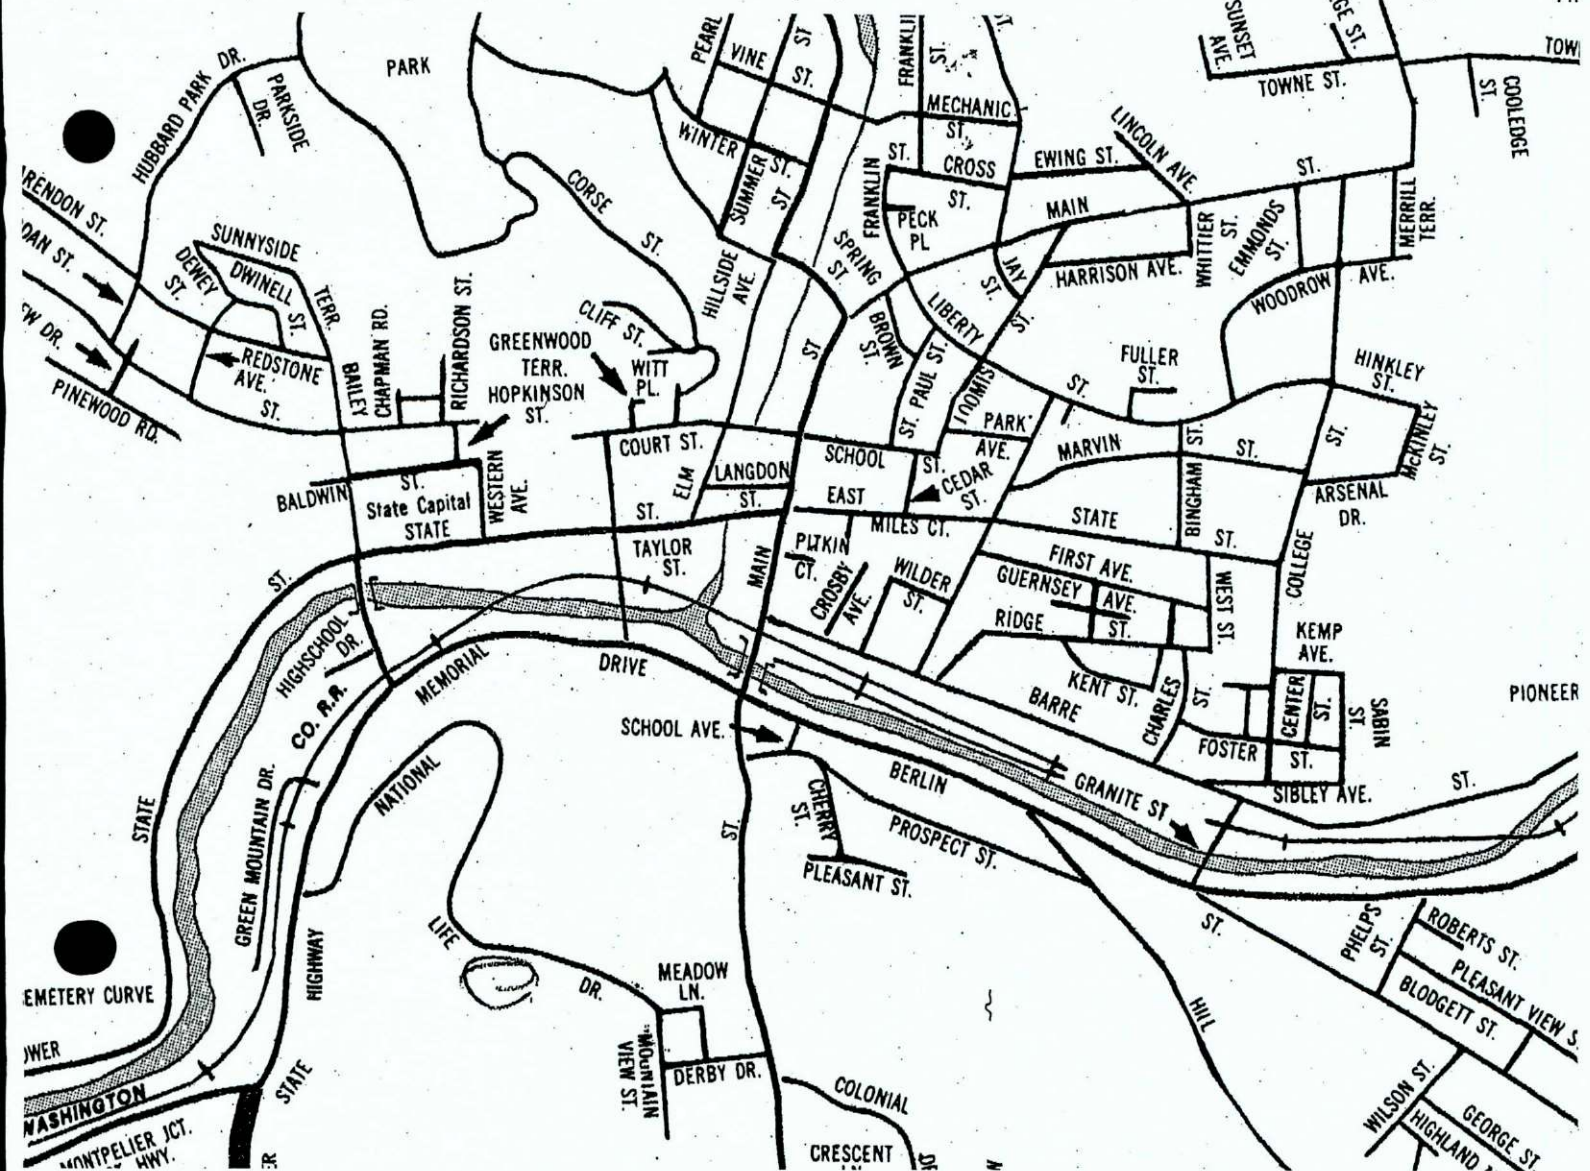 PARK
HUBBARD PARK DR.
PARKSIDE
DR.
PEARL
VINE
ST.
ST
FRANKLIN
ST.
MECHANIC
ST.
SUNSET
AVE.
TOWNE ST.
COOLEDGE
ST.
WINTER
ST.
SUMMER
ST
ST
ST.
CROSS
ST.
EWING ST.
LINCOLN AVE.
ST.
MAIN
FRANKLIN
PECK
PL
SPRING
ST
JAY
ST.
HARRISON AVE.
WHITTIER
ST.
EMMONDS
ST.
MERRILL
TERR.
WOODROW AVE.
CORSE
ST.
HILLSIDE
AVE.
SUNNYSIDE
TERR.
DEWEY
ST.
DWINELL
ST.
REDSTONE
AVE.
ST.
PINEWOOD RD.
BAILEY
CHAPMAN RD.
RICHARDSON ST.
GREENWOOD
TERR.
HOPKINSON
ST.
CLIFF ST.
WITT
PL.
ST
BROWN
ST.
LIBERTY
ST.
ST. PAUL ST.
LOOMIS
ST.
FULLER
ST.
HINKLEY
ST.
McKINLEY
ST.
PARK
AVE.
MARVIN
ST.
ST.
BINGHAM
ST.
ARSENAL
DR.
COURT ST.
ELM
LANGDON
ST.
SCHOOL
ST.
CEDAR
ST.
EAST
STATE
ST.
MILES CT.
BALDWIN
ST.
State Capital
STATE
ST.
WESTERN
AVE.
TAYLOR
ST.
MAIN
PITKIN
CT.
CROSBY
AVE.
WILDER
ST.
FIRST AVE.
GUERNSEY
AVE.
RIDGE
ST.
WEST ST.
COLLEGE
KEMP
AVE.
KENT ST.
CHARLES
ST.
CENTER
ST.
SABIN
ST.
FOSTER
ST.
SIBLEY AVE.
BARRE
ST.
PIONEER
ST.
HIGHSCHOOL
DR.
CO. R.R.
MEMORIAL
DRIVE
SCHOOL AVE.
BERLIN
ST.
GRANITE ST
CHERRY
ST.
PROSPECT ST.
PLEASANT ST.
ST.
NATIONAL
LIFE
DR.
GREEN MOUNTAIN DR.
STATE
HIGHWAY
STATE
MEADOW
LN.
MOUNTAIN
VIEW ST.
DERBY DR.
COLONIAL
CRESCENT
HILL
PHELPS
ST.
ROBERTS ST.
PLEASANT VIEW S
BLODGETT ST.
WILSON ST.
GEORGE ST
HIGHLAND
EMETERY CURVE
WASHINGTON
MONTPELIER JCT.
HWY.